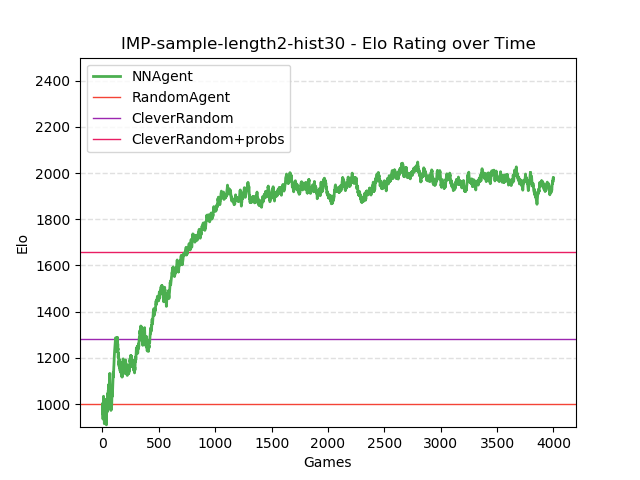 IMP-sample-length2-hist30 - Elo Rating over Time
NNAgent
RandomAgent
CleverRandom
CleverRandom+probs
Elo
2400
2200
2000
1800
1600
1400
1200
1000
0 500 1000 1500 2000 2500 3000 3500 4000
Games